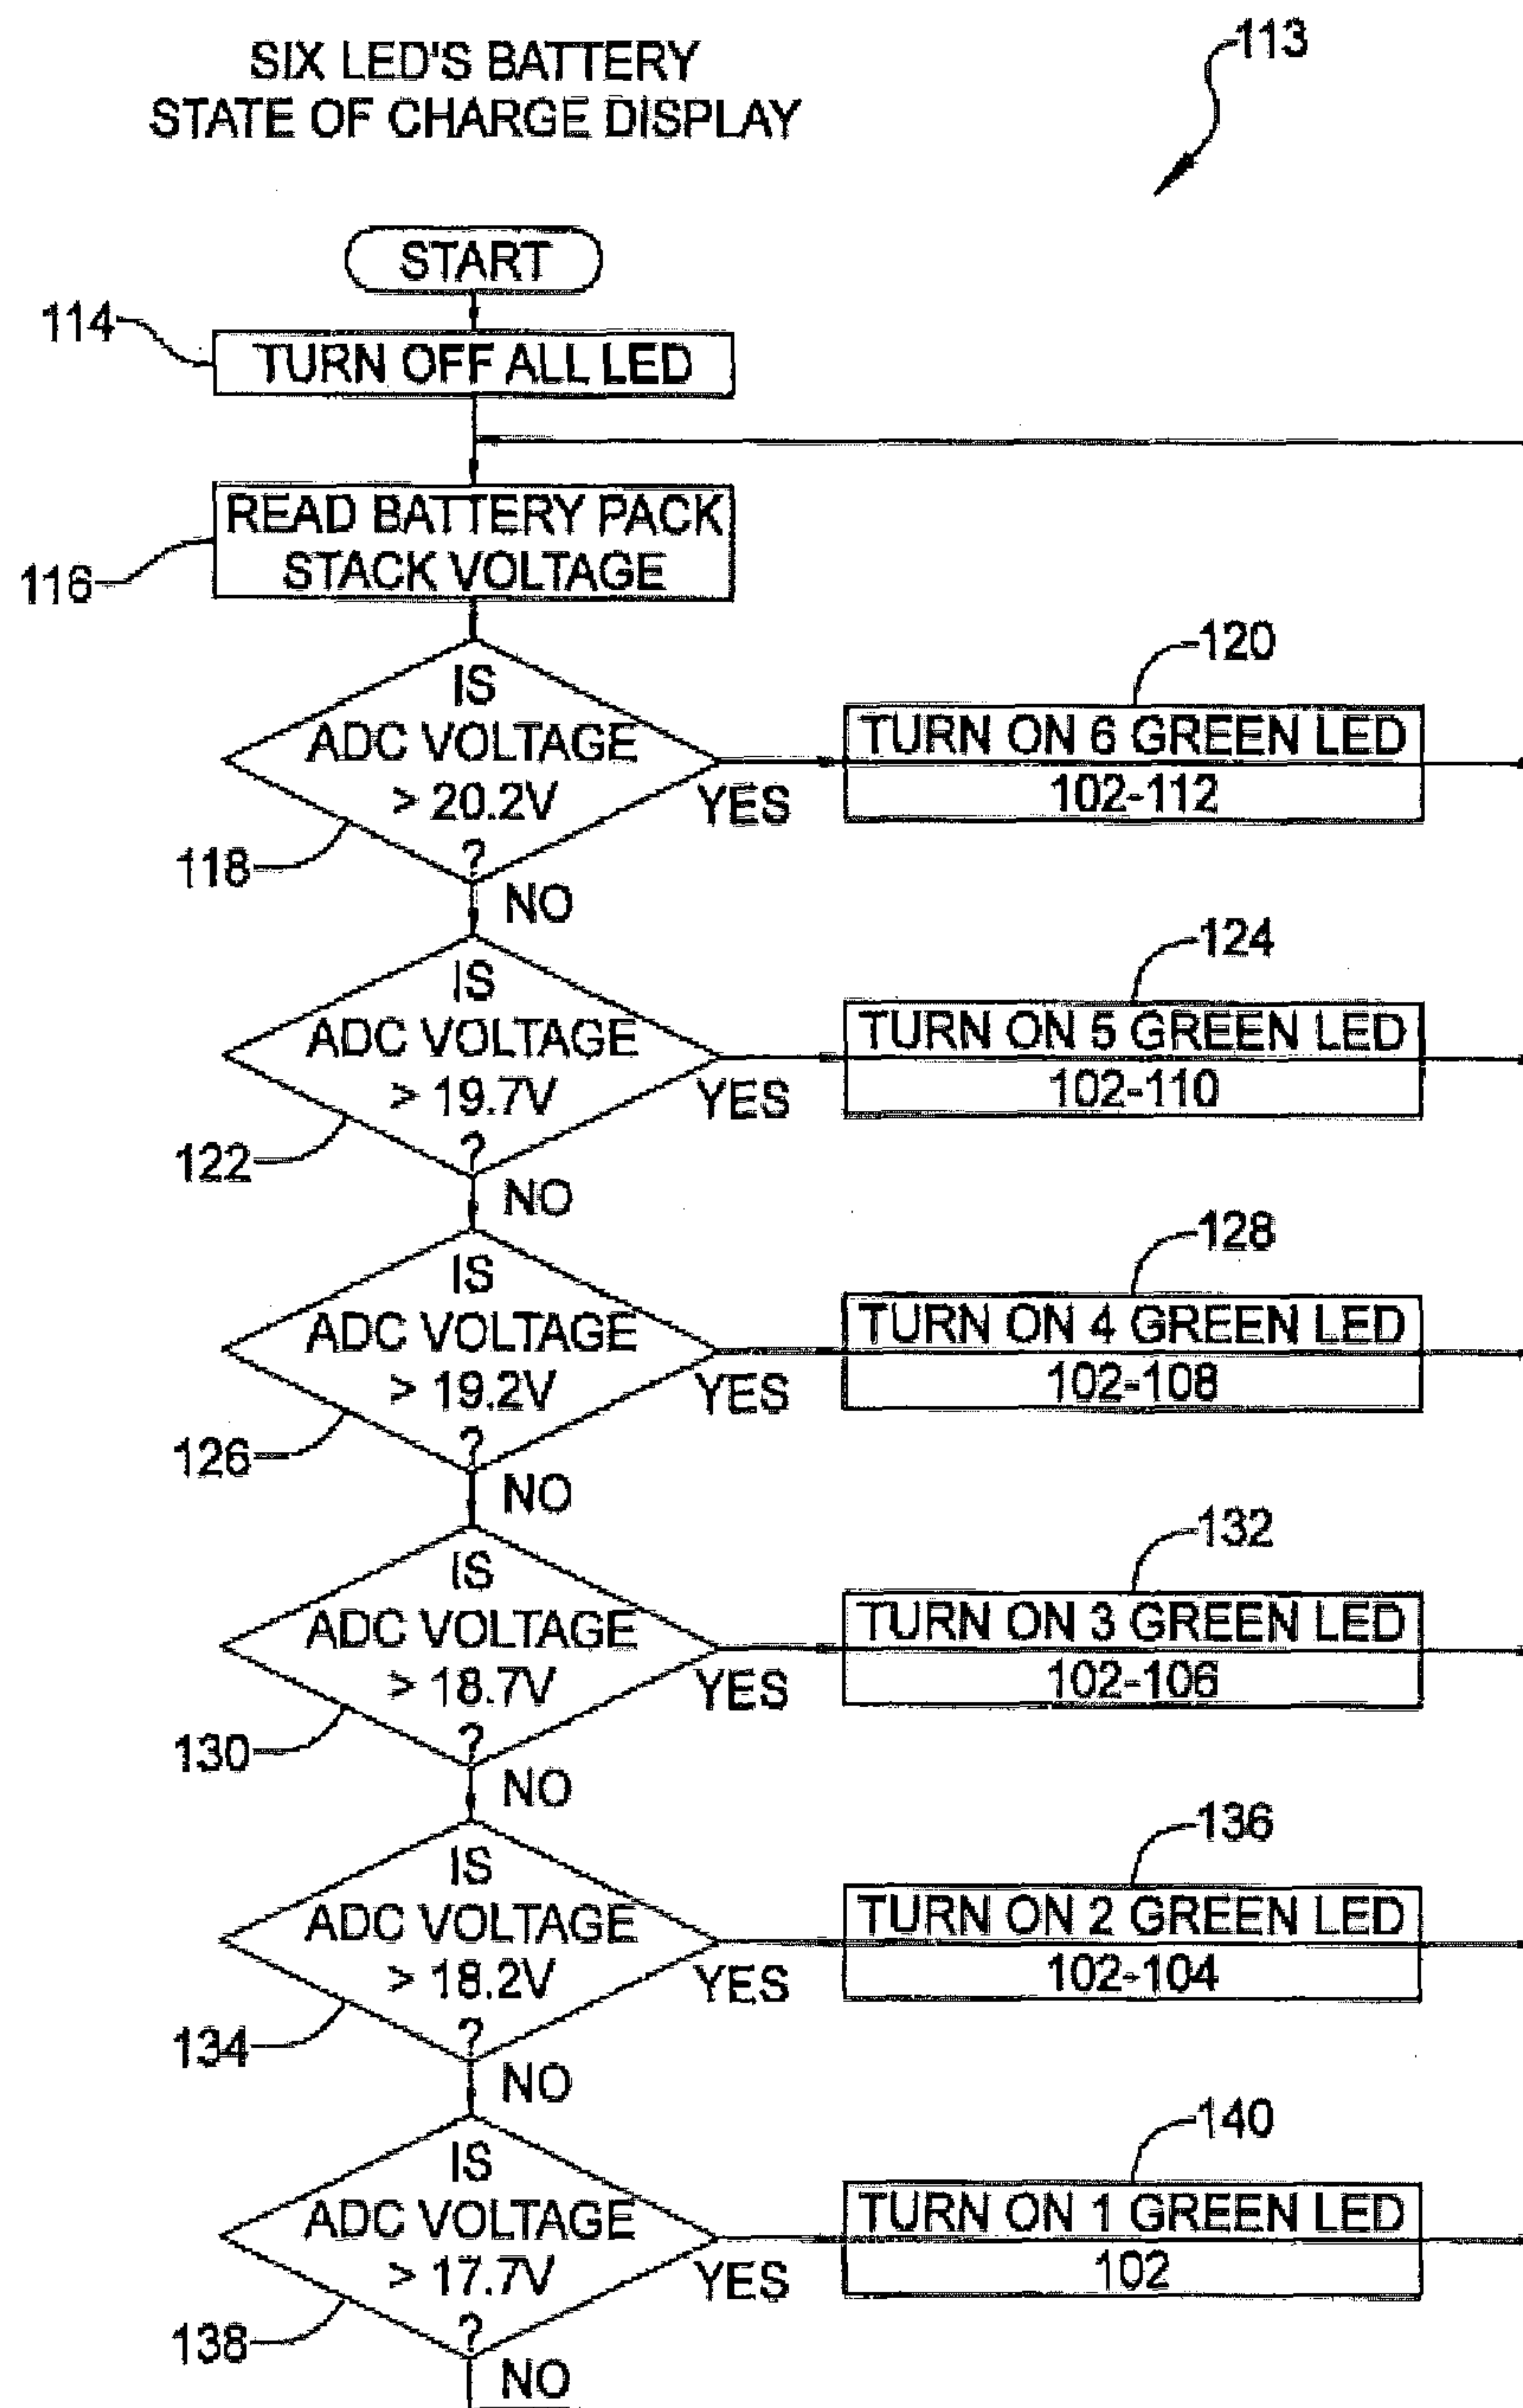 SIX LED'S BATTERY
STATE OF CHARGE DISPLAY
113
START
114
TURN OFF ALL LED
READ BATTERY PACK
STACK VOLTAGE
116
IS
ADC VOLTAGE
> 20.2V
?
118
YES
NO
120
TURN ON 6 GREEN LED
102-112
IS
ADC VOLTAGE
> 19.7V
?
122
YES
NO
124
TURN ON 5 GREEN LED
102-110
IS
ADC VOLTAGE
> 19.2V
?
126
YES
NO
128
TURN ON 4 GREEN LED
102-108
IS
ADC VOLTAGE
> 18.7V
?
130
YES
NO
132
TURN ON 3 GREEN LED
102-106
IS
ADC VOLTAGE
> 18.2V
?
134
YES
NO
136
TURN ON 2 GREEN LED
102-104
IS
ADC VOLTAGE
> 17.7V
?
138
YES
NO
140
TURN ON 1 GREEN LED
102